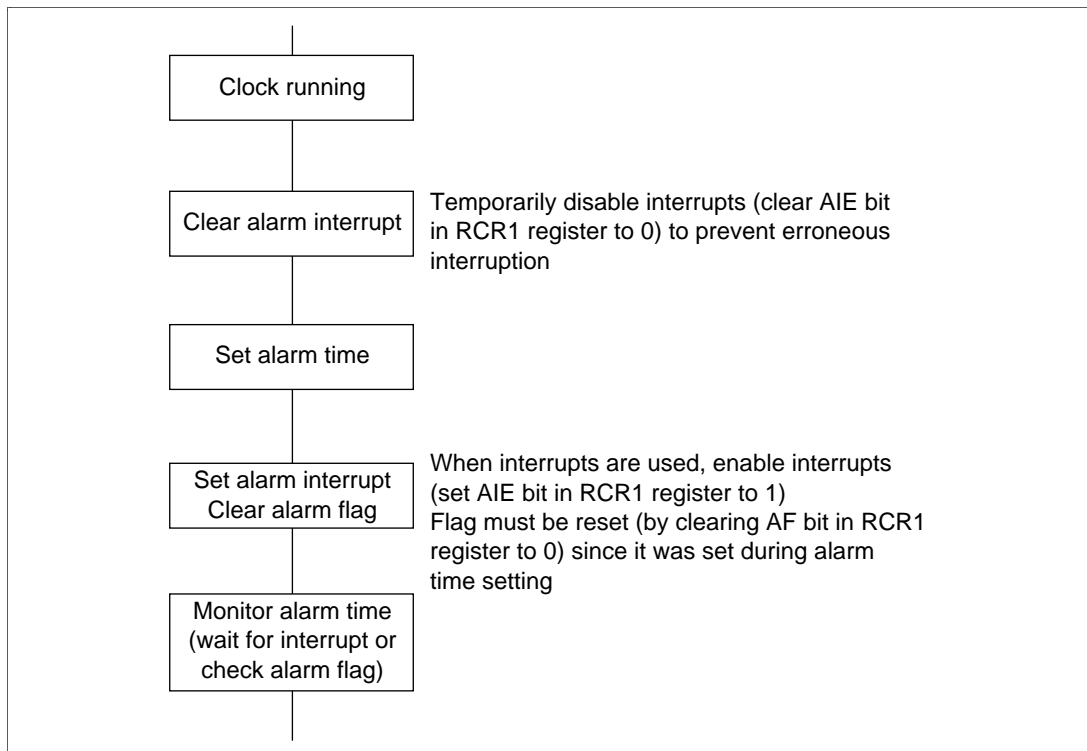 Clock running
Clear alarm interrupt
Temporarily disable interrupts (clear AIE bit
in RCR1 register to 0) to prevent erroneous
interruption
Set alarm time
Set alarm interrupt
Clear alarm flag
When interrupts are used, enable interrupts
(set AIE bit in RCR1 register to 1)
Flag must be reset (by clearing AF bit in RCR1
register to 0) since it was set during alarm
time setting
Monitor alarm time
(wait for interrupt or
check alarm flag)